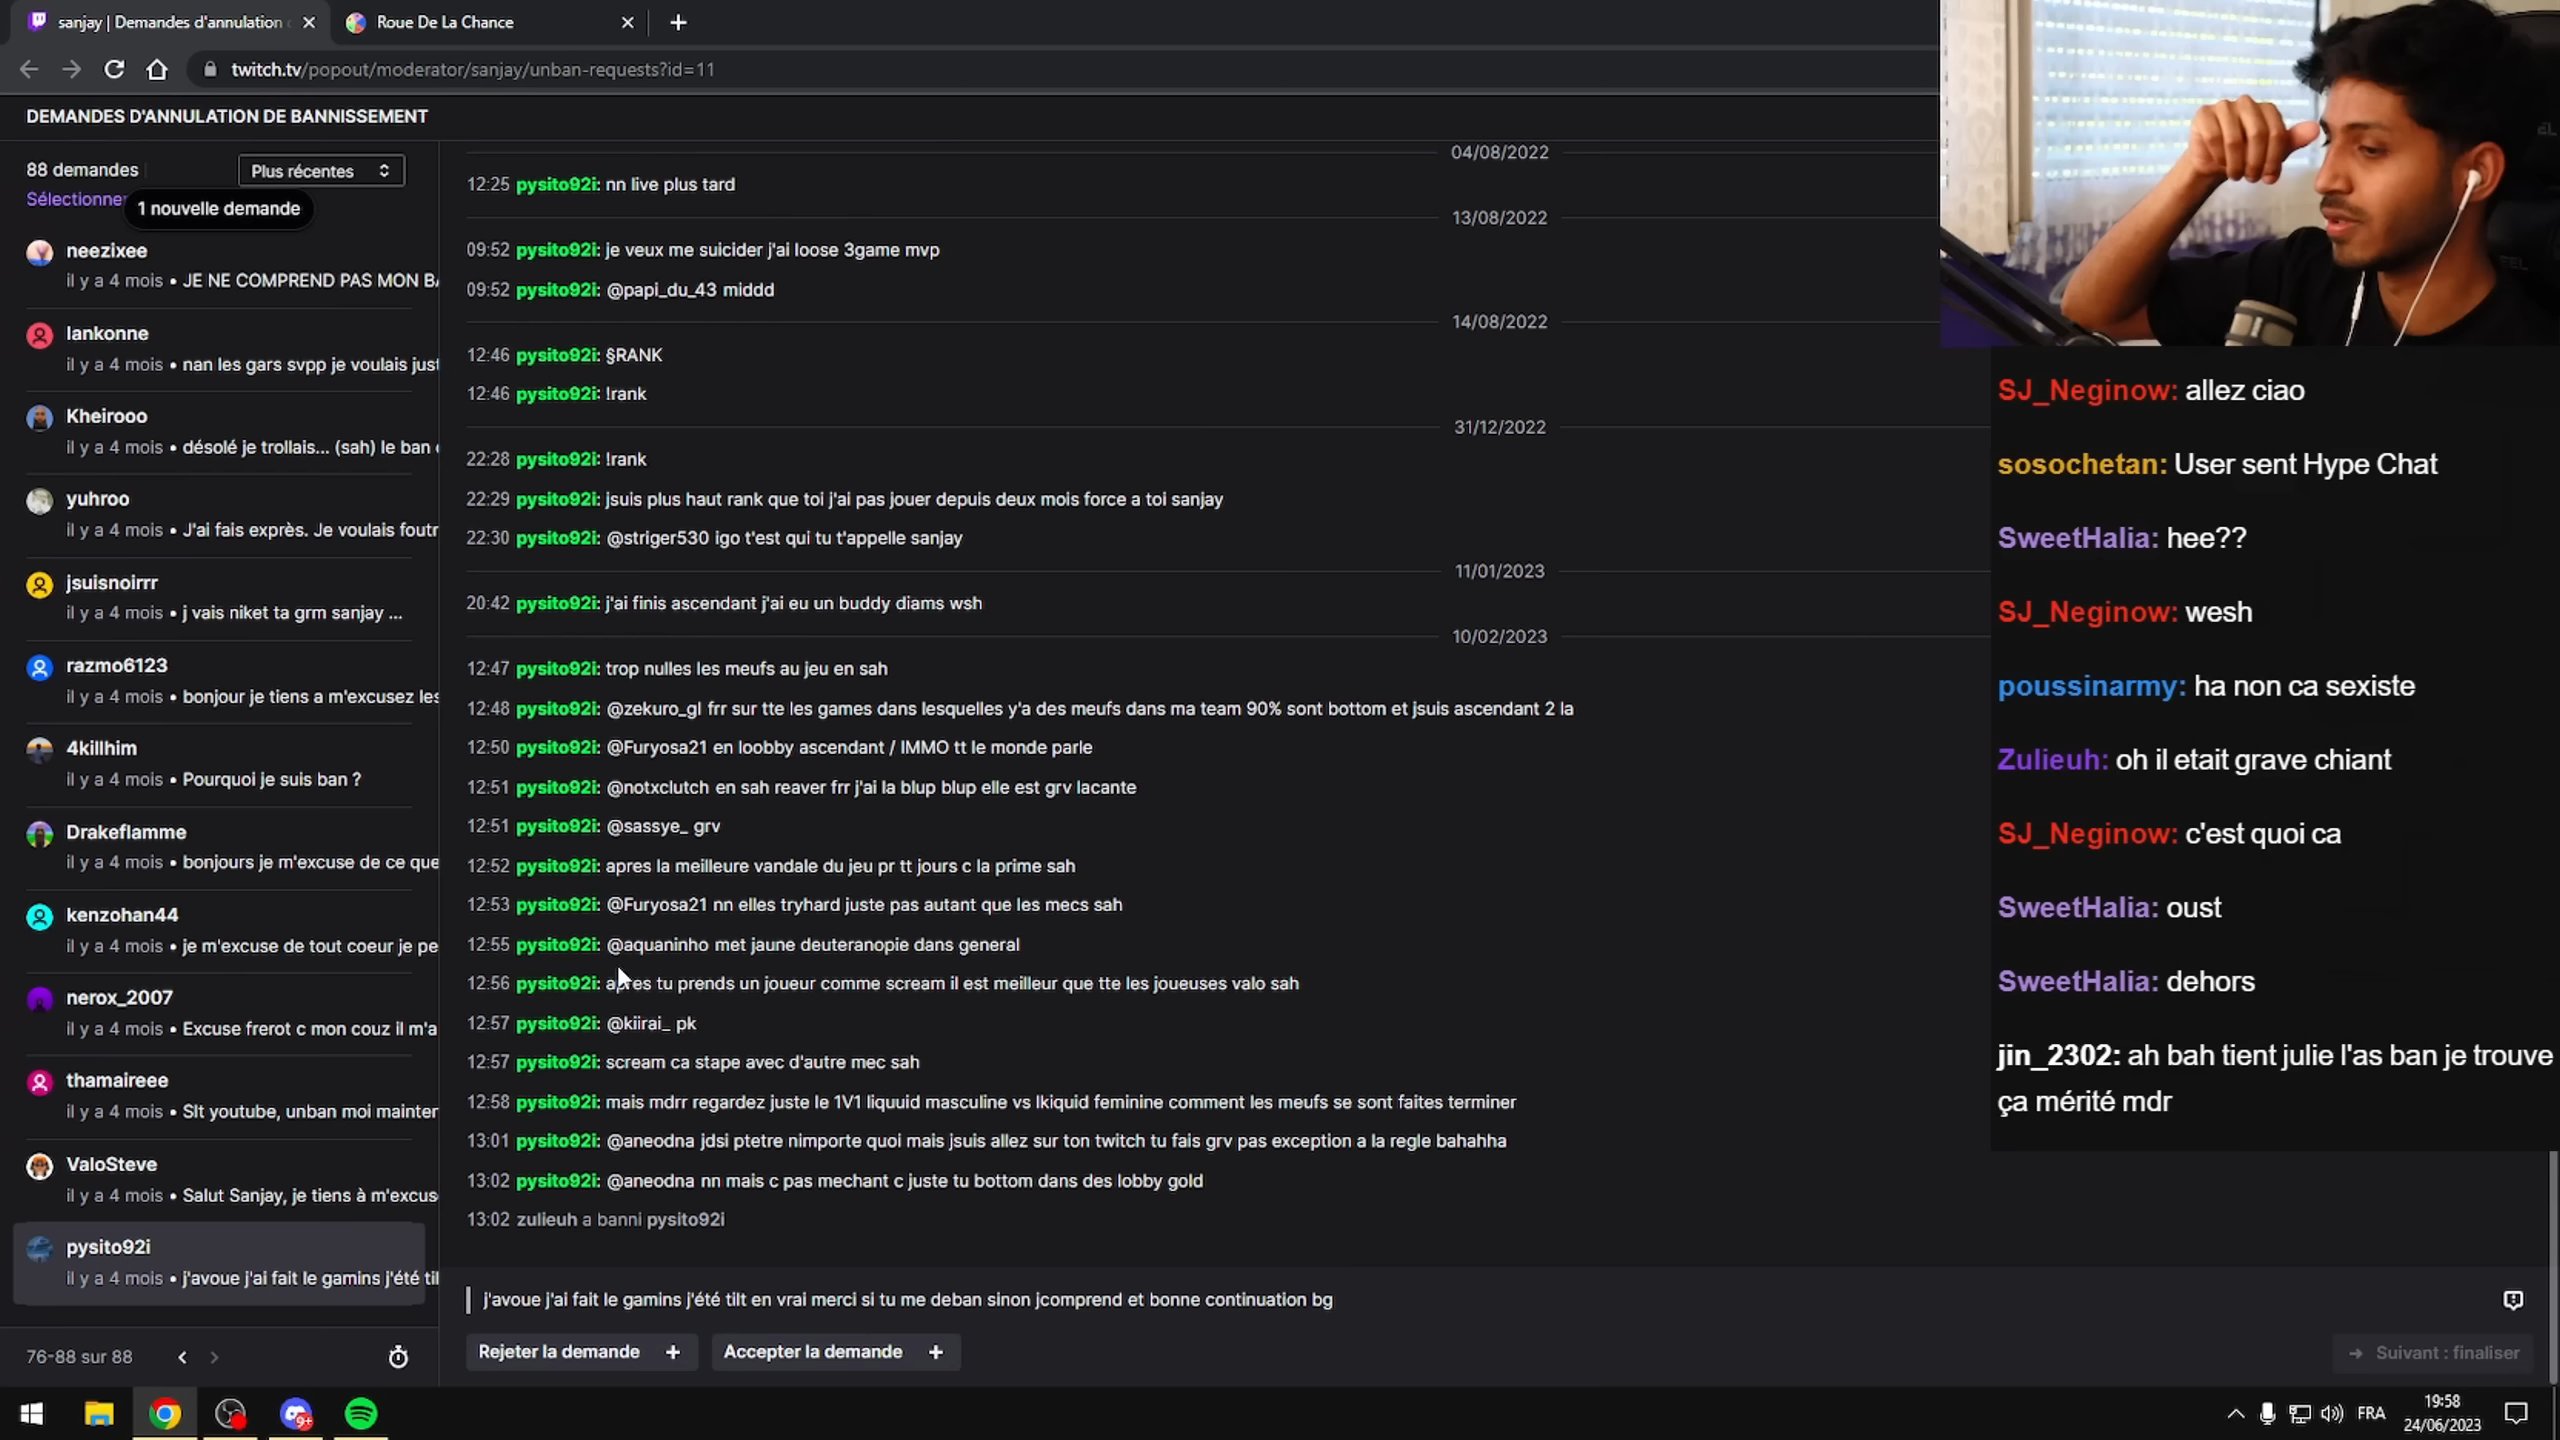 sanjay | Demandes d'annulation
Roue De La Chance
twitch.tv/popout/moderator/sanjay/unban-requests?id=11
DEMANDES D'ANNULATION DE BANNISSEMENT
88 demandes
Plus récentes
Sélectionner
1 nouvelle demande
neezixee
il y a 4 mois • JE NE COMPREND PAS MON BA
lankonne
il y a 4 mois • nan les gars svpp je voulais just
Kheirooo
il y a 4 mois • désolé je trollais... (sah) le ban
yuhroo
il y a 4 mois • J'ai fais exprès. Je voulais foutr
jsuisnoirrr
il y a 4 mois • j vais niket ta grm sanjay ...
razmo6123
il y a 4 mois • bonjour je tiens a m'excusez les
4killhim
il y a 4 mois • Pourquoi je suis ban ?
Drakeflamme
il y a 4 mois • bonjours je m'excuse de ce que
kenzohan44
il y a 4 mois • je m'excuse de tout coeur je pe
nerox_2007
il y a 4 mois • Excuse frerot c mon couz il m'a
thamaireee
il y a 4 mois • Slt youtube, unban moi mainter
ValoSteve
il y a 4 mois • Salut Sanjay, je tiens à m'excus
pysito92i
il y a 4 mois • j'avoue j'ai fait le gamins j'été til
76-88 sur 88
04/08/2022
12:25 pysito92i: nn live plus tard
13/08/2022
09:52 pysito92i: je veux me suicider j'ai loose 3game mvp
09:52 pysito92i: @papi_du_43 middd
14/08/2022
12:46 pysito92i: §RANK
12:46 pysito92i: !rank
31/12/2022
22:28 pysito92i: !rank
22:29 pysito92i: jsuis plus haut rank que toi j'ai pas jouer depuis deux mois force a toi sanjay
22:30 pysito92i: @striger530 igo t'est qui tu t'appelle sanjay
11/01/2023
20:42 pysito92i: j'ai finis ascendant j'ai eu un buddy diams wsh
10/02/2023
12:47 pysito92i: trop nulles les meufs au jeu en sah
12:48 pysito92i: @zekuro_gl frr sur tte les games dans lesquelles y'a des meufs dans ma team 90% sont bottom et jsuis ascendant 2 la
12:50 pysito92i: @Furyosa21 en loobby ascendant / IMMO tt le monde parle
12:51 pysito92i: @notxclutch en sah reaver frr j'ai la blup blup elle est grv lacante
12:51 pysito92i: @sassye_ grv
12:52 pysito92i: apres la meilleure vandale du jeu pr tt jours c la prime sah
12:53 pysito92i: @Furyosa21 nn elles tryhard juste pas autant que les mecs sah
12:55 pysito92i: @aquaninho met jaune deuteranopie dans general
12:56 pysito92i: apres tu prends un joueur comme scream il est meilleur que tte les joueuses valo sah
12:57 pysito92i: @kiirai_ pk
12:57 pysito92i: scream ca stape avec d'autre mec sah
12:58 pysito92i: mais mdrr regardez juste le 1V1 liquuid masculine vs lkiquid feminine comment les meufs se sont faites terminer
13:01 pysito92i: @aneodna jdsi ptetre nimporte quoi mais jsuis allez sur ton twitch tu fais grv pas exception a la regle bahahha
13:02 pysito92i: @aneodna nn mais c pas mechant c juste tu bottom dans des lobby gold
13:02 zulieuh a banni pysito92i
j'avoue j'ai fait le gamins j'été tilt en vrai merci si tu me deban sinon jcomprend et bonne continuation bg
Rejeter la demande +
Accepter la demande +
Suivant : finaliser
SJ_Neginow: allez ciao
sosochetan: User sent Hype Chat
SweetHalia: hee??
SJ_Neginow: wesh
poussinarmy: ha non ca sexiste
Zulieuh: oh il etait grave chiant
SJ_Neginow: c'est quoi ca
SweetHalia: oust
SweetHalia: dehors
jin_2302: ah bah tient julie l'as ban je trouve
ça mérité mdr
9+
FRA
19:58
24/06/2023